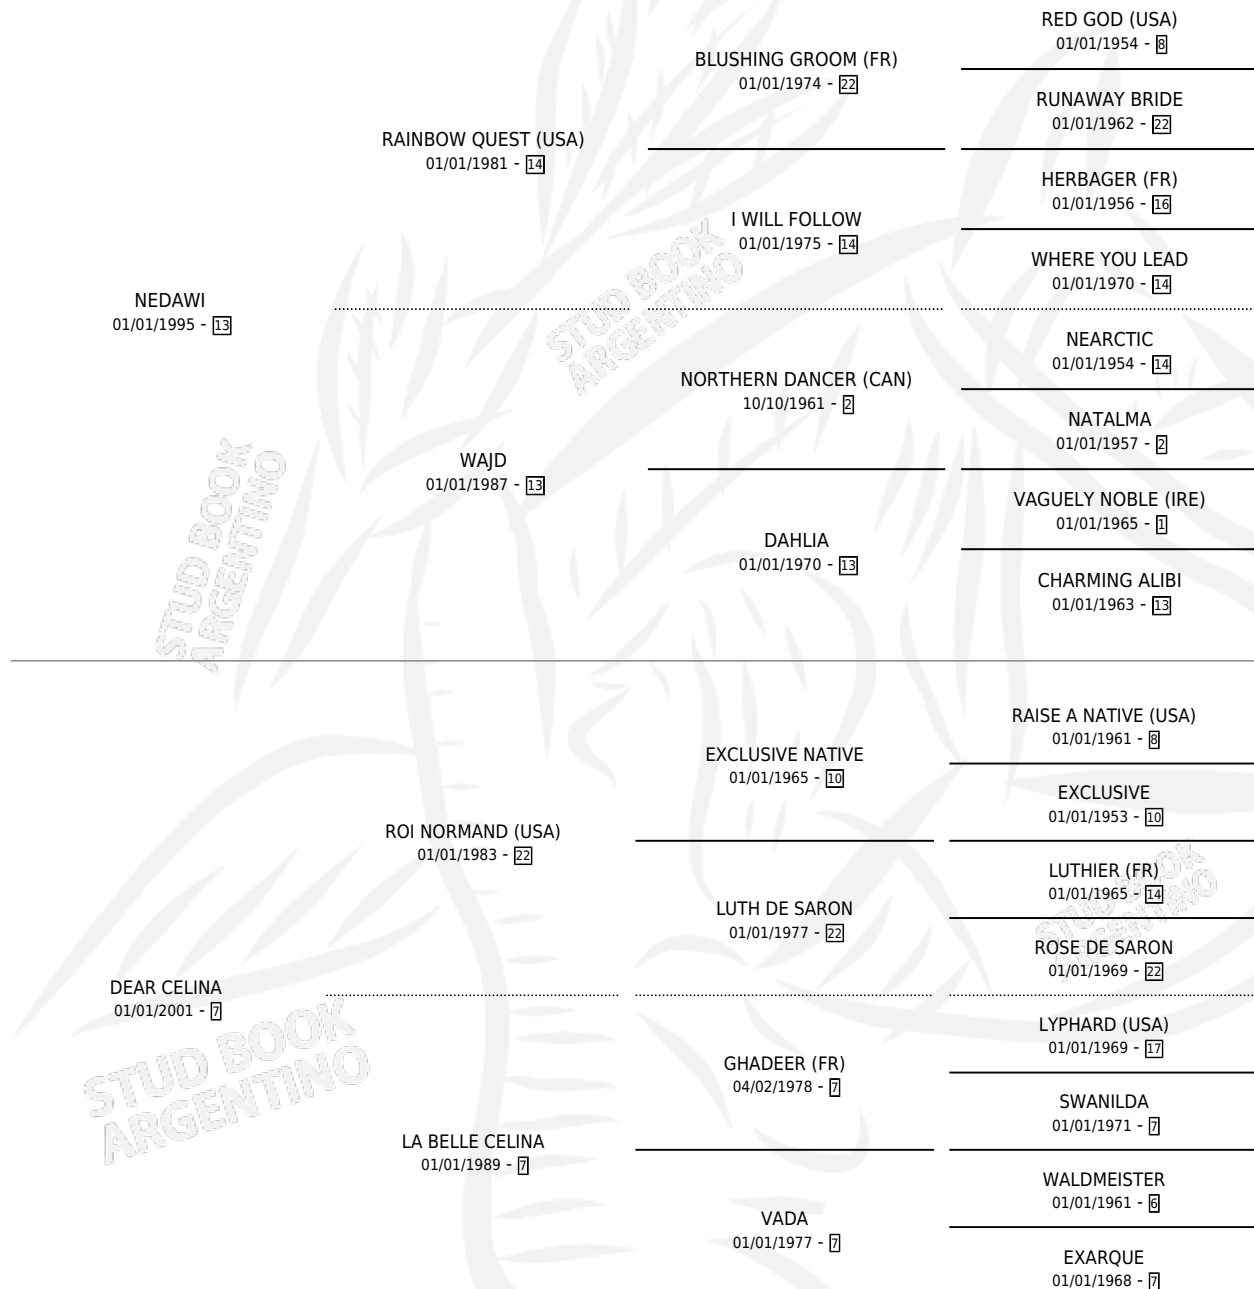 RED GOD (USA)
01/01/1954 - 8
BLUSHING GROOM (FR)
01/01/1974 - 22
RUNAWAY BRIDE
01/01/1962 - 22
RAINBOW QUEST (USA)
01/01/1981 - 14
HERBAGER (FR)
01/01/1956 - 16
I WILL FOLLOW
01/01/1975 - 14
WHERE YOU LEAD
01/01/1970 - 14
NEDAWI
01/01/1995 - 13
NEARCTIC
01/01/1954 - 14
NORTHERN DANCER (CAN)
10/10/1961 - 2
NATALMA
01/01/1957 - 2
WAJD
01/01/1987 - 13
VAGUELY NOBLE (IRE)
01/01/1965 - 1
DAHLIA
01/01/1970 - 13
CHARMING ALIBI
01/01/1963 - 13
STUD BOOK
ARGENTINO
STUD BOOK
ARGENTINO
RAISE A NATIVE (USA)
01/01/1961 - 8
EXCLUSIVE NATIVE
01/01/1965 - 10
EXCLUSIVE
01/01/1953 - 10
ROI NORMAND (USA)
01/01/1983 - 22
LUTHIER (FR)
01/01/1965 - 14
LUTH DE SARON
01/01/1977 - 22
ROSE DE SARON
01/01/1969 - 22
DEAR CELINA
01/01/2001 - 7
LYPHARD (USA)
01/01/1969 - 17
GHADEER (FR)
04/02/1978 - 7
SWANILDA
01/01/1971 - 7
LA BELLE CELINA
01/01/1989 - 7
WALDMEISTER
01/01/1961 - 6
VADA
01/01/1977 - 7
EXARQUE
01/01/1968 - 7
STUD BOOK
ARGENTINO
STUD BOOK
ARGENTINO